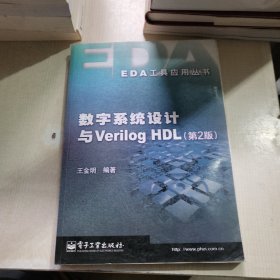 EDA
EDA工具应用丛书
数字系统设计
与Verilog HDL(第2版)
王金明 编著
电子工业出版社
http://www.phei.com.cn